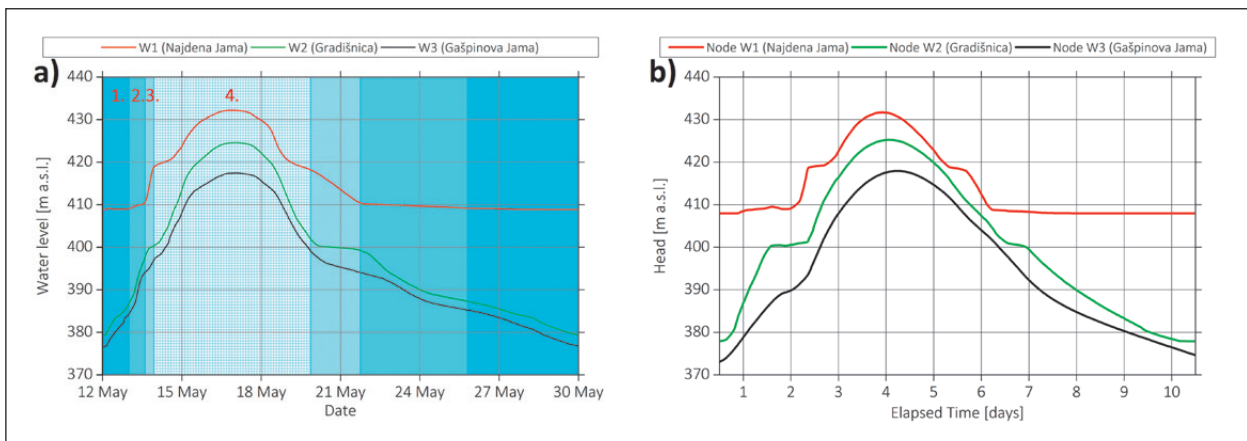 W1 (Najdena Jama) W2 (Gradišnica) W3 (Gašpinova Jama)
a)
1. 2.3. 4.
Water level [m a.s.l.]
440
430
420
410
400
390
380
370
12 May 15 May 18 May 21 May 24 May 27 May 30 May
Date
Node W1 (Najdena Jama) Node W2 (Gradišnica) Node W3 (Gašpinova Jama)
b)
Head [m a.s.l.]
440
430
420
410
400
390
380
370
1 2 3 4 5 6 7 8 9 10
Elapsed Time [days]